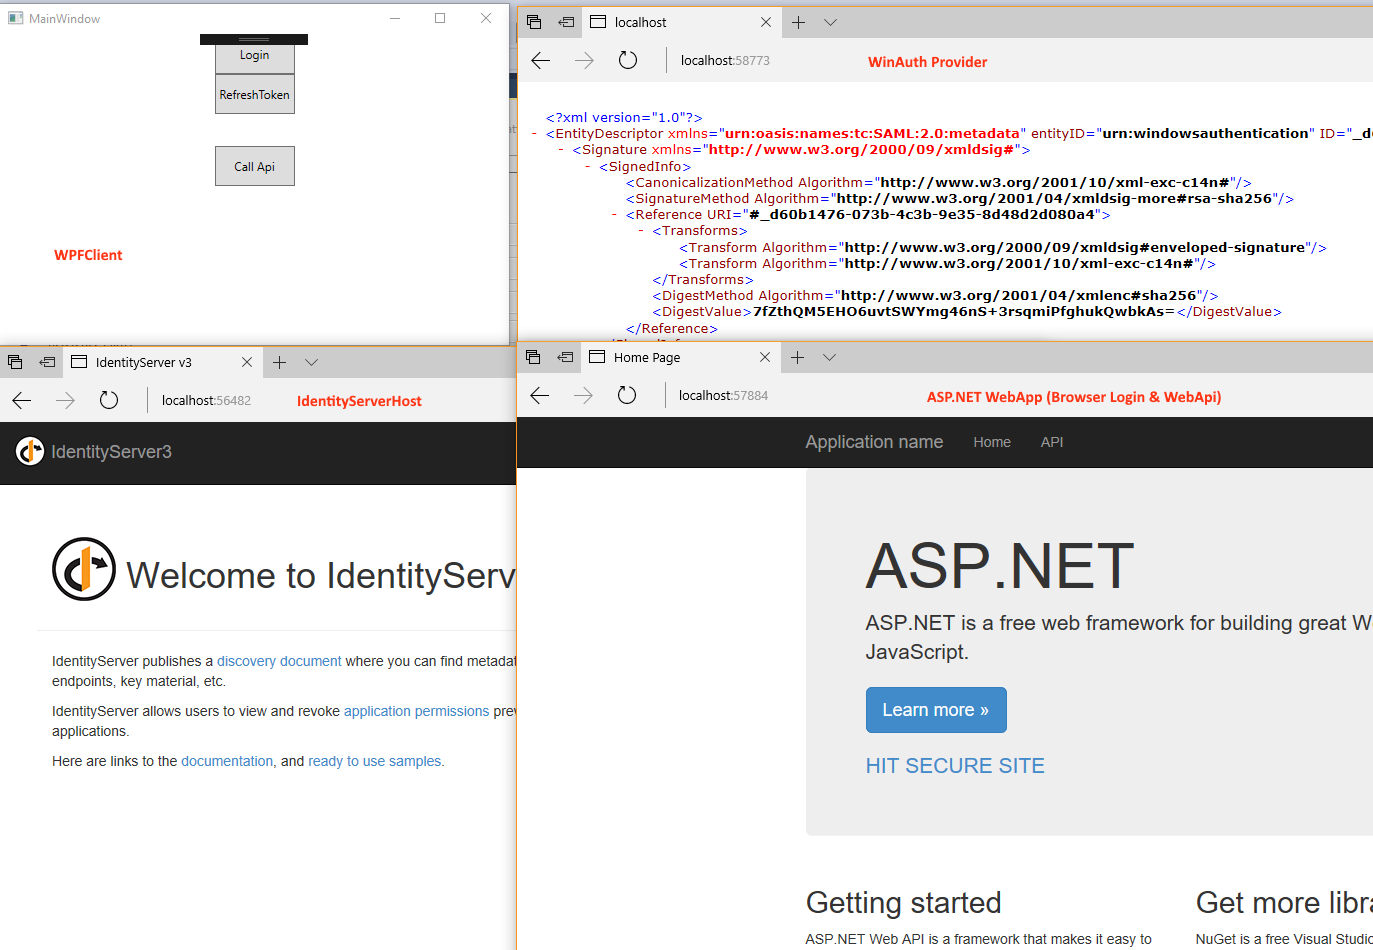 MainWindow
Login
RefreshToken
Call Api
WPFClient
localhost
localhost:58773
WinAuth Provider
<?xml version="1.0"?>
- <EntityDescriptor xmlns="urn:oasis:names:tc:SAML:2.0:metadata" entityID="urn:windowsauthentication" ID="_d6
- <Signature xmlns="http://www.w3.org/2000/09/xmldsig#">
- <SignedInfo>
<CanonicalizationMethod Algorithm="http://www.w3.org/2001/10/xml-exc-c14n#"/>
<SignatureMethod Algorithm="http://www.w3.org/2001/04/xmldsig-more#rsa-sha256"/>
- <Reference URI="#_d60b1476-073b-4c3b-9e35-8d48d2d080a4">
- <Transforms>
<Transform Algorithm="http://www.w3.org/2000/09/xmldsig#enveloped-signature"/>
<Transform Algorithm="http://www.w3.org/2001/10/xml-exc-c14n#"/>
</Transforms>
<DigestMethod Algorithm="http://www.w3.org/2001/04/xmlenc#sha256"/>
<DigestValue>7fZthQM5EHO6uvtSWYmg46nS+3rsqmiPfghukQwbkAs=</DigestValue>
</Reference>
IdentityServer v3
localhost:56482
IdentityServerHost
IdentityServer3
Welcome to IdentityServ
IdentityServer publishes a discovery document where you can find metadat
endpoints, key material, etc.
IdentityServer allows users to view and revoke application permissions prev
applications.
Here are links to the documentation, and ready to use samples.
Home Page
localhost:57884
ASP.NET WebApp (Browser Login & WebApi)
Application name Home API
ASP.NET
ASP.NET is a free web framework for building great We
JavaScript.
Learn more »
HIT SECURE SITE
Getting started
ASP.NET Web API is a framework that makes it easy to
Get more libra
NuGet is a free Visual Studio